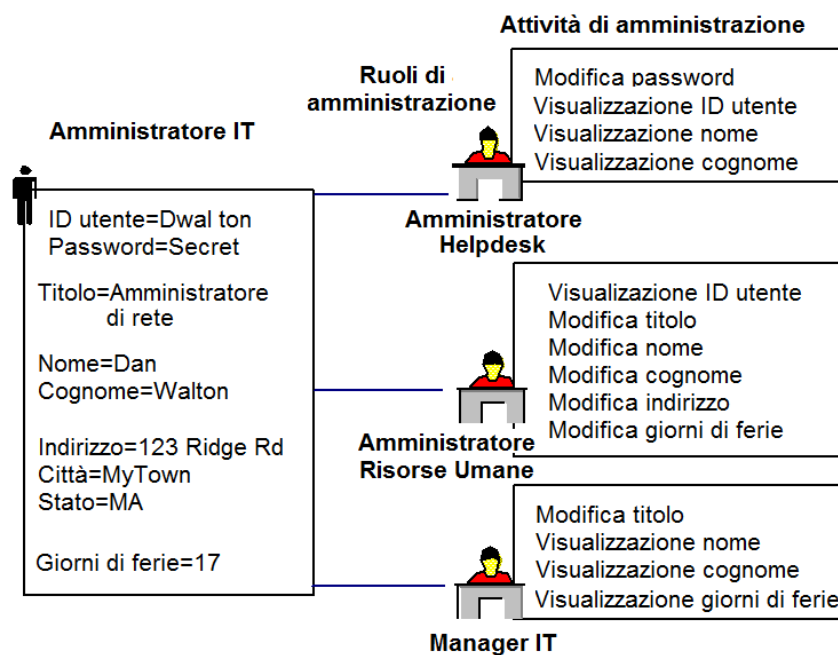 Attività di amministrazione
Ruoli di
amministrazione
Amministratore IT
ID utente=Dwal ton
Password=Secret
Titolo=Amministratore
di rete
Nome=Dan
Cognome=Walton
Indirizzo=123 Ridge Rd
Città=MyTown
Stato=MA
Giorni di ferie=17
Modifica password
Visualizzazione ID utente
Visualizzazione nome
Visualizzazione cognome
Amministratore
Helpdesk
Visualizzazione ID utente
Modifica titolo
Modifica nome
Modifica cognome
Modifica indirizzo
Modifica giorni di ferie
Amministratore
Risorse Umane
Modifica titolo
Visualizzazione nome
Visualizzazione cognome
Visualizzazione giorni di ferie
Manager IT